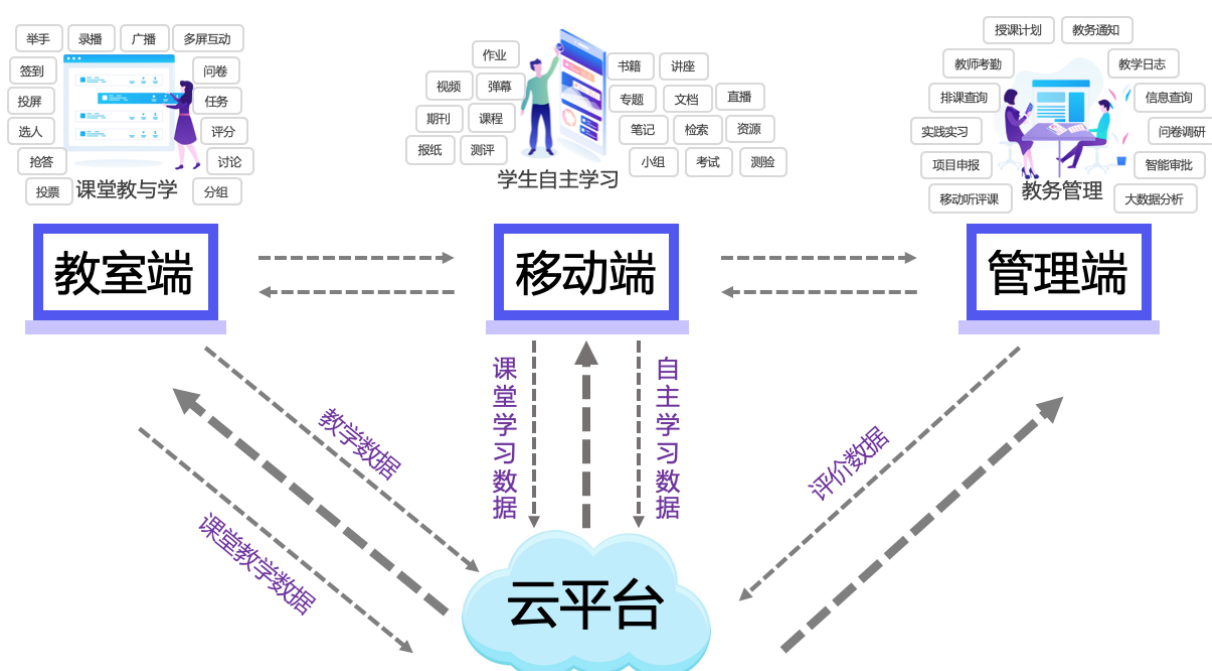 举手
录播
广播
多屏互动
签到
问卷
投屏
任务
选人
评分
抢答
讨论
投票
课堂教与学
分组
作业
视频
弹幕
期刊
课程
报纸
测评
书籍
讲座
专题
文档
直播
笔记
检索
资源
小组
考试
测验
学生自主学习
授课计划
教务通知
教师考勤
教学日志
排课查询
信息查询
实践实习
问卷调研
项目申报
智能审批
移动听评课
教务管理
大数据分析
教室端
移动端
管理端
教学数据
课堂教学数据
课堂学习数据
自主学习数据
评价数据
云平台